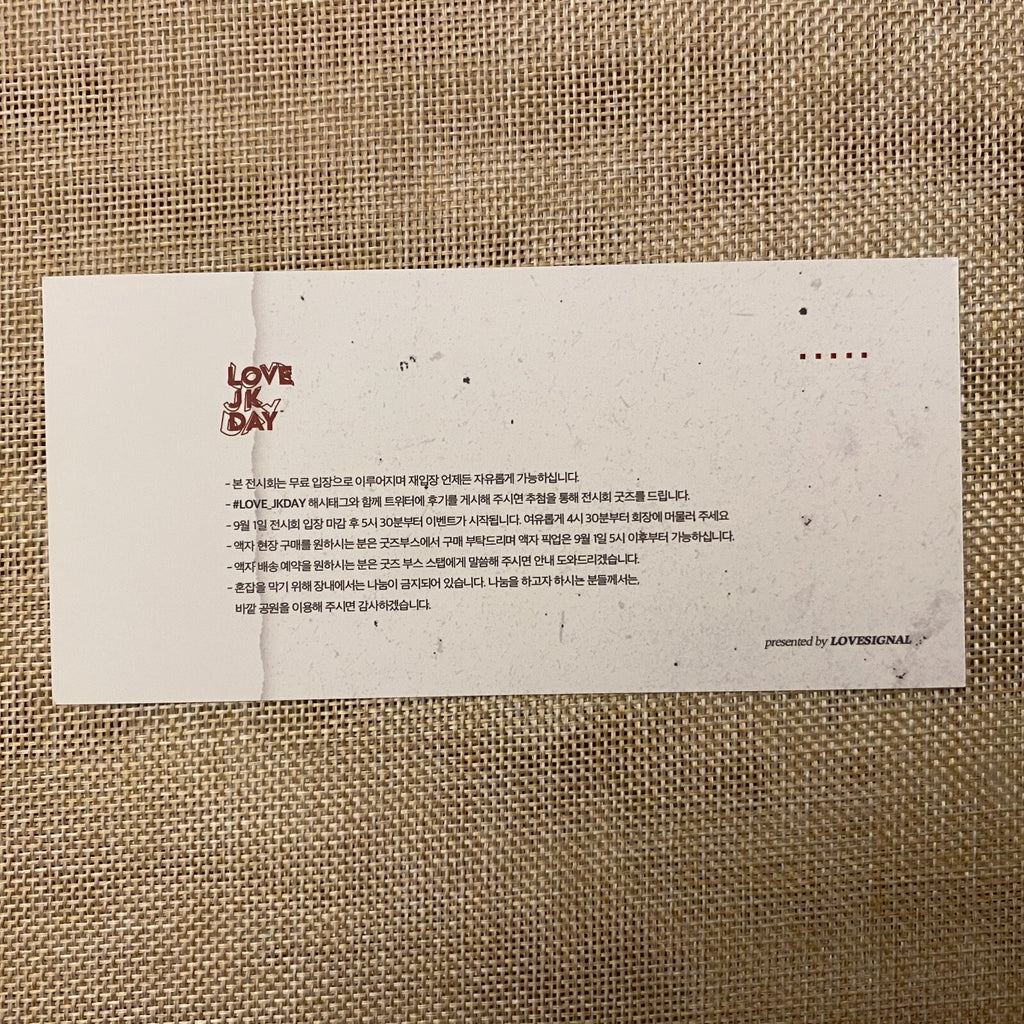 LOVE
JK
DAY
- 본 전시회는 무료 입장으로 이루어지며 재입장 언제든 자유롭게 가능하십니다.
- #LOVE_JKDAY 해시태그와 함께 트위터에 후기를 게시해 주시면 추첨을 통해 전시회 굿즈를 드립니다.
- 9월 1일 전시회 입장 마감 후 5시 30분부터 이벤트가 시작됩니다. 여유롭게 4시 30분부터 회장에 머물러 주세요
- 액자 현장 구매를 원하시는 분은 굿즈부스에서 구매 부탁드리며 액자 픽업은 9월 1일 5시 이후부터 가능하십니다.
- 액자 배송 예약을 원하시는 분은 굿즈 부스 스탭에게 말씀해 주시면 안내 도와드리겠습니다.
- 혼잡을 막기 위해 장내에서는 나눔이 금지되어 있습니다. 나눔을 하고자 하시는 분들께서는,
바깥 공원을 이용해 주시면 감사하겠습니다.
presented by LOVESIGNAL